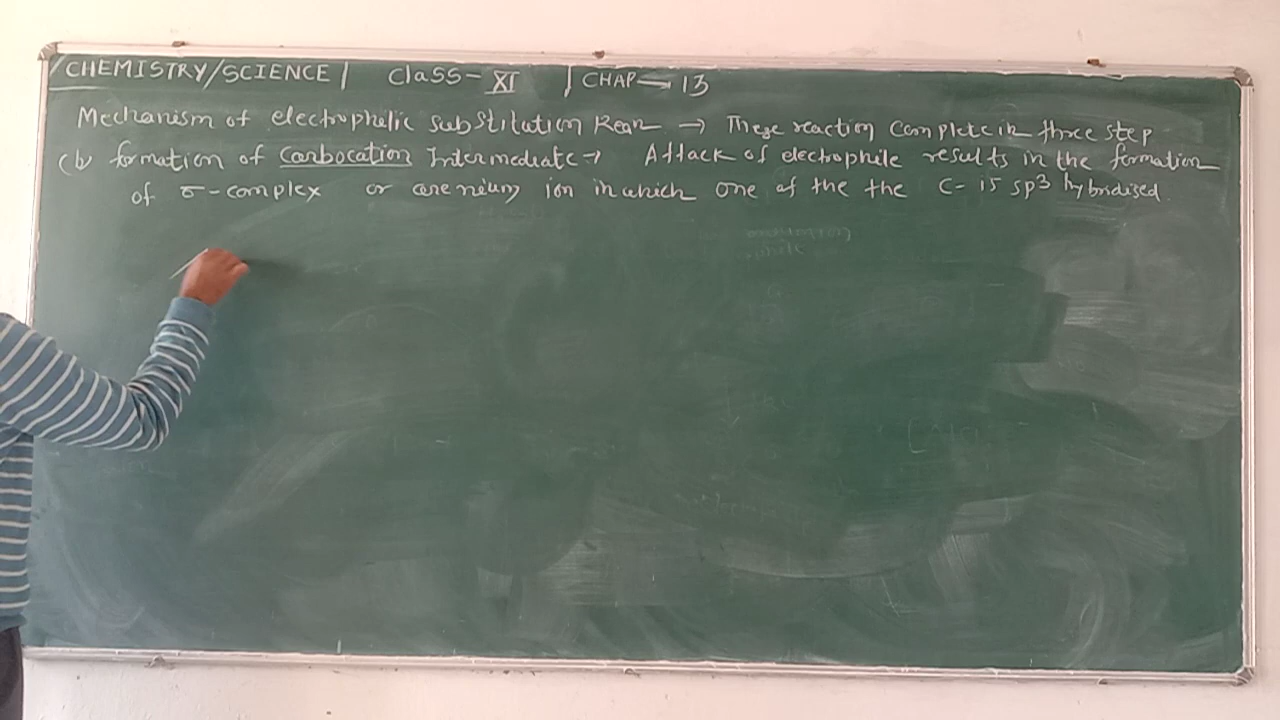 CHEMISTRY/SCIENCE | Class-XI | CHAP → 13
Mechanism of electrophelic substitution Rean → These reaction complete in three step
(b) formation of Carbocation Intermediate → Attack of electrophile results in the formation
of σ-complex or arenium ion in which one of the the C- is sp³ hybridised.